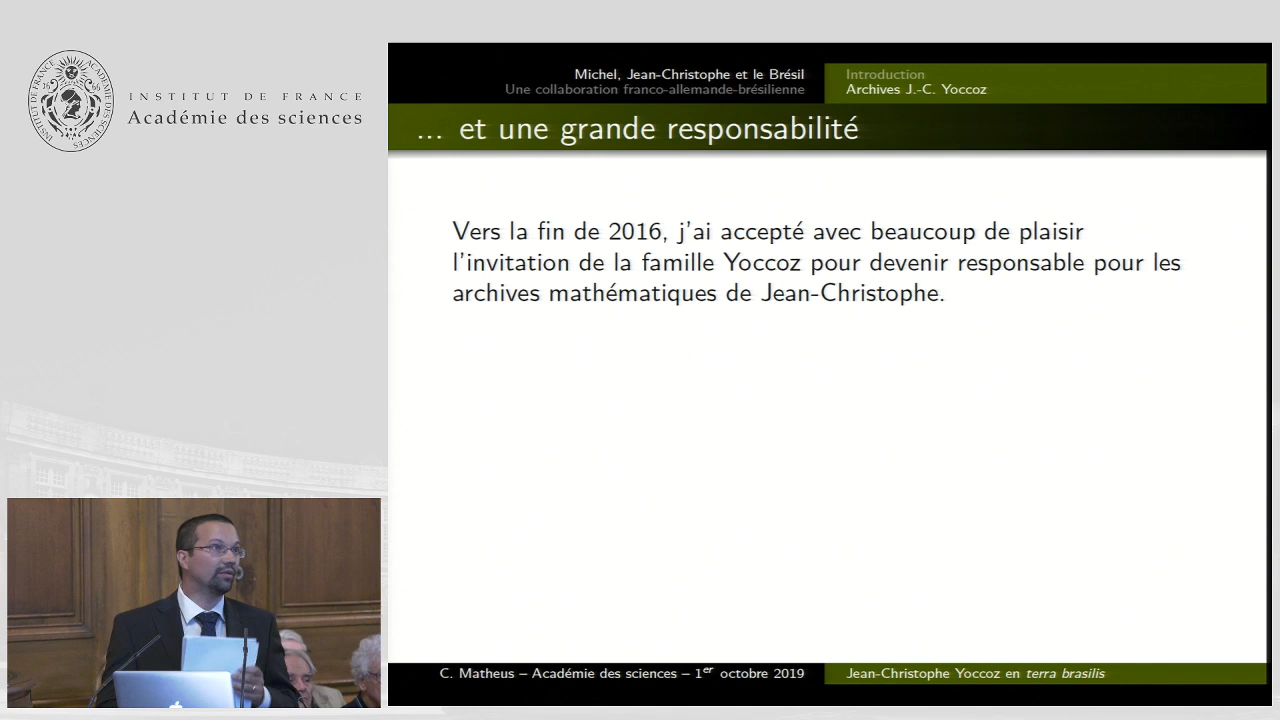 INSTITUT DE FRANCE
Académie des sciences
Michel, Jean-Christophe et le Brésil
Une collaboration franco-allemande-brésilienne
Introduction
Archives J.-C. Yoccoz
... et une grande responsabilité
Vers la fin de 2016, j'ai accepté avec beaucoup de plaisir
l'invitation de la famille Yoccoz pour devenir responsable pour les
archives mathématiques de Jean-Christophe.
C. Matheus – Académie des sciences – 1er octobre 2019
Jean-Christophe Yoccoz en terra brasilis